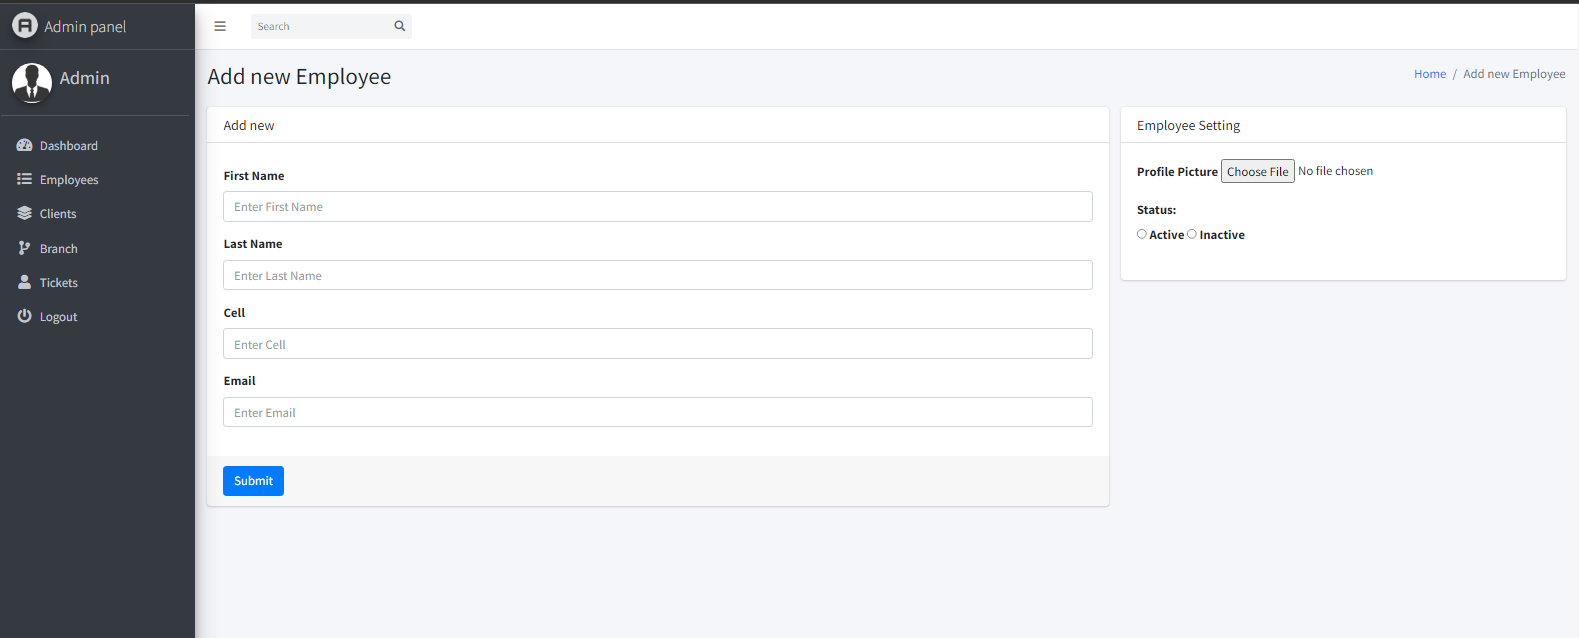 Admin panel
Admin
Dashboard
Employees
Clients
Branch
Tickets
Logout
Search
Add new Employee
Home / Add new Employee
Add new
First Name
Enter First Name
Last Name
Enter Last Name
Cell
Enter Cell
Email
Enter Email
Submit
Employee Setting
Profile Picture Choose File No file chosen
Status:
Active Inactive